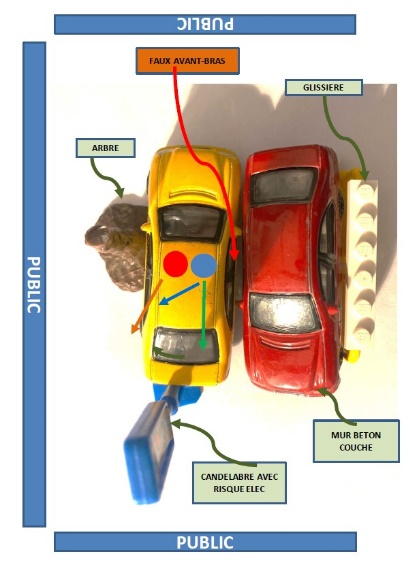 PUBLIC
FAUX AVANT-BRAS
GLISSIERE
ARBRE
PUBLIC
MUR BETON
COUCHE
CANDELABRE AVEC
RISQUE ELEC
PUBLIC